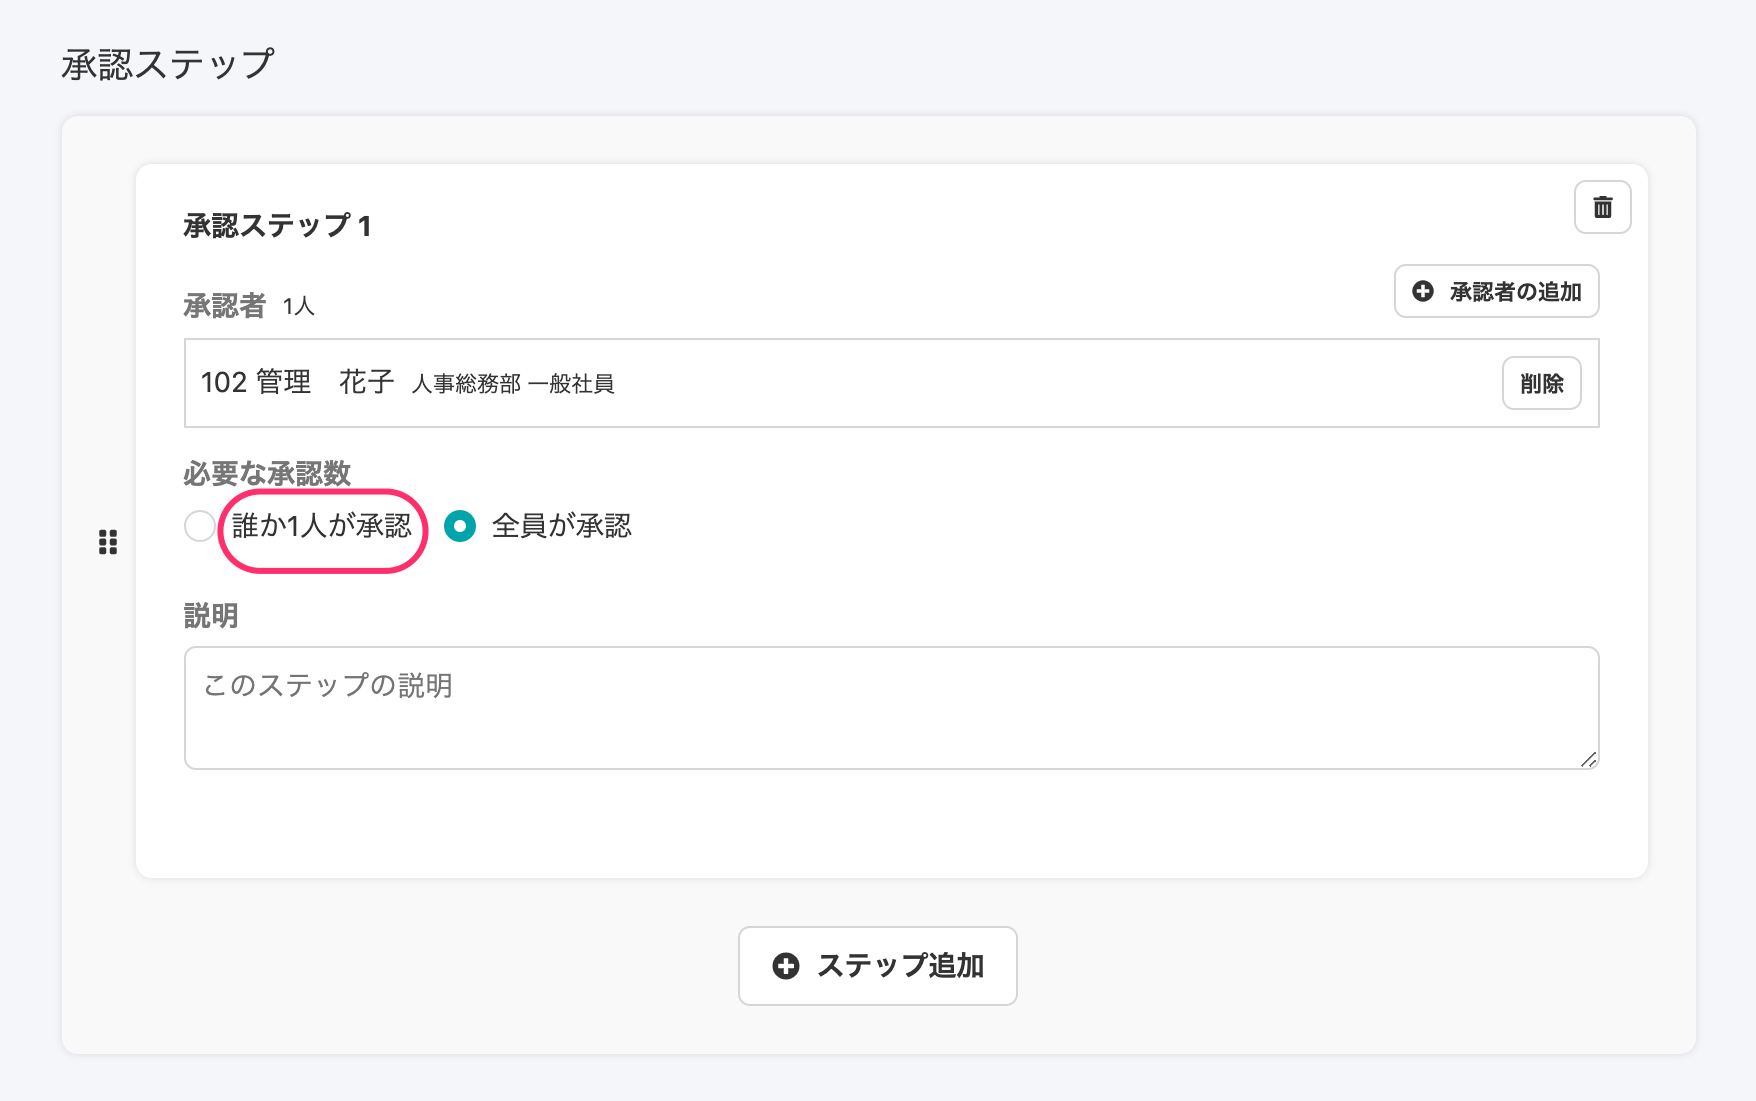 承認ステップ
承認ステップ 1
承認者 1人
承認者の追加
102 管理　花子 人事総務部 一般社員
削除
必要な承認数
誰か1人が承認 全員が承認
説明
このステップの説明
ステップ追加